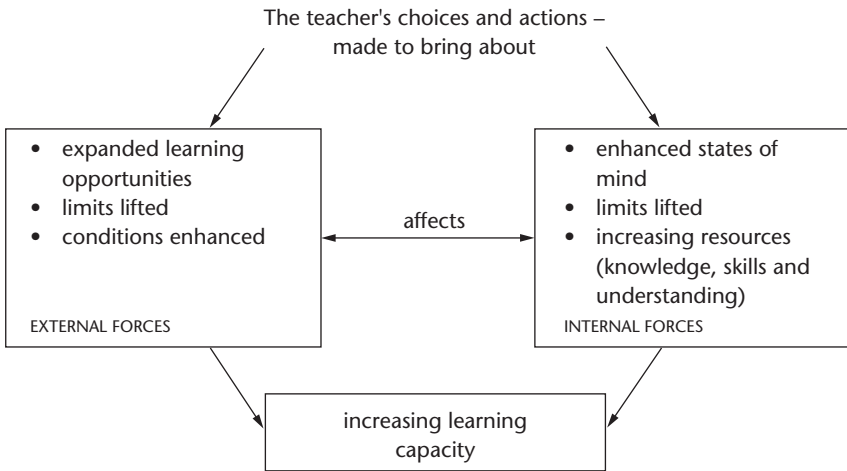 The teacher's choices and actions –
made to bring about
• expanded learning
opportunities
• limits lifted
• conditions enhanced
EXTERNAL FORCES
affects
• enhanced states of
mind
• limits lifted
• increasing resources
(knowledge, skills and
understanding)
INTERNAL FORCES
increasing learning
capacity